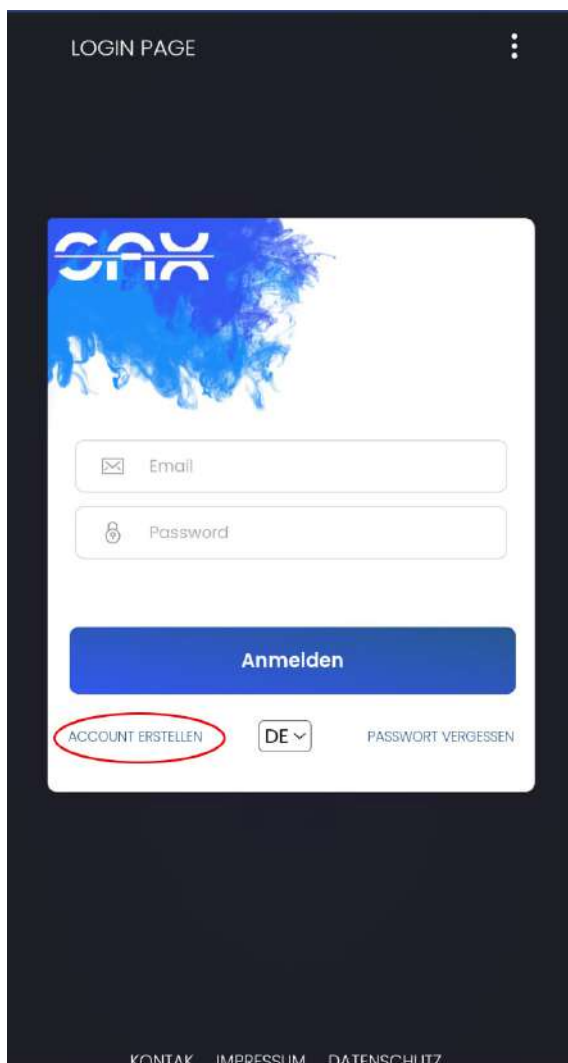 LOGIN PAGE
SAX
Email
Password
Anmelden
ACCOUNT ERSTELLEN DE PASSWORT VERGESSEN
KONTAK IMPRESSUM DATENSCHUTZ